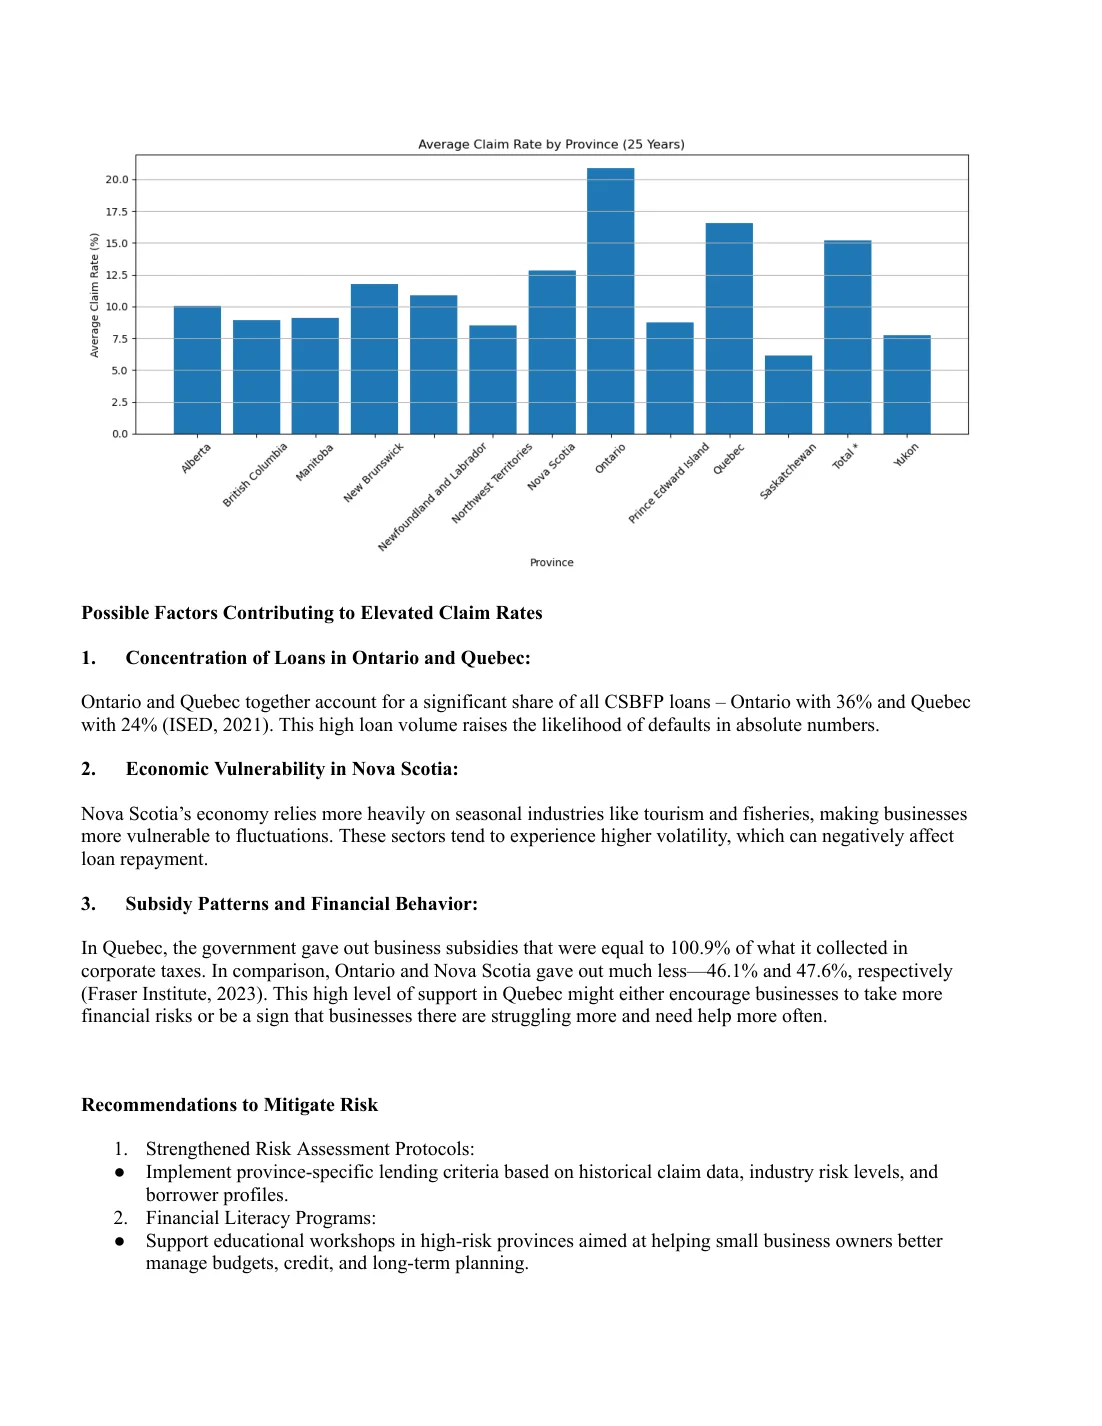 Average Claim Rate by Province (25 Years)
20.0
17.5
15.0
12.5
10.0
7.5
5.0
2.5
0.0
Average Claim Rate (%)
Alberta
British Columbia
Manitoba
New Brunswick
Newfoundland and Labrador
Northwest Territories
Nova Scotia
Ontario
Prince Edward Island
Quebec
Saskatchewan
Total *
Yukon
Province
Possible Factors Contributing to Elevated Claim Rates
1. Concentration of Loans in Ontario and Quebec:
Ontario and Quebec together account for a significant share of all CSBFP loans – Ontario with 36% and Quebec
with 24% (ISED, 2021). This high loan volume raises the likelihood of defaults in absolute numbers.
2. Economic Vulnerability in Nova Scotia:
Nova Scotia’s economy relies more heavily on seasonal industries like tourism and fisheries, making businesses
more vulnerable to fluctuations. These sectors tend to experience higher volatility, which can negatively affect
loan repayment.
3. Subsidy Patterns and Financial Behavior:
In Quebec, the government gave out business subsidies that were equal to 100.9% of what it collected in
corporate taxes. In comparison, Ontario and Nova Scotia gave out much less—46.1% and 47.6%, respectively
(Fraser Institute, 2023). This high level of support in Quebec might either encourage businesses to take more
financial risks or be a sign that businesses there are struggling more and need help more often.
Recommendations to Mitigate Risk
1. Strengthened Risk Assessment Protocols:
● Implement province-specific lending criteria based on historical claim data, industry risk levels, and
borrower profiles.
2. Financial Literacy Programs:
● Support educational workshops in high-risk provinces aimed at helping small business owners better
manage budgets, credit, and long-term planning.